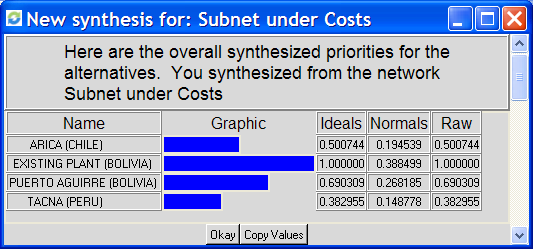 New synthesis for: Subnet under Costs
Here are the overall synthesized priorities for the
alternatives. You synthesized from the network
Subnet under Costs
Name Graphic Ideals Normals Raw
ARICA (CHILE) 0.500744 0.194539 0.500744
EXISTING PLANT (BOLIVIA) 1.000000 0.388499 1.000000
PUERTO AGUIRRE (BOLIVIA) 0.690309 0.268185 0.690309
TACNA (PERU) 0.382955 0.148778 0.382955
Okay Copy Values